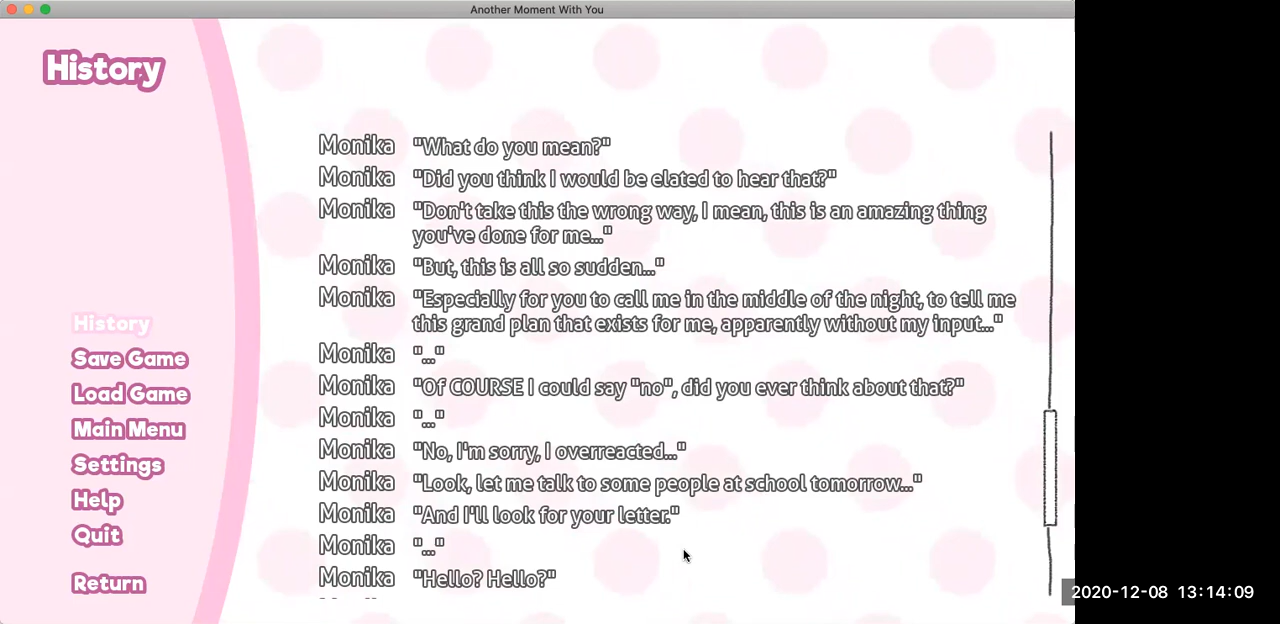 Another Moment With You
History
Monika "What do you mean?"
Monika "Did you think I would be elated to hear that?"
Monika "Don't take this the wrong way, I mean, this is an amazing thing
you've done for me..."
Monika "But, this is all so sudden..."
Monika "Especially for you to call me in the middle of the night, to tell me
this grand plan that exists for me, apparently without my input..."
Monika "..."
Monika "Of COURSE I could say "no", did you ever think about that?"
Monika "..."
Monika "No, I'm sorry, I overreacted..."
Monika "Look, let me talk to some people at school tomorrow..."
Monika "And I'll look for your letter."
Monika "..."
Monika "Hello? Hello?"
History
Save Game
Load Game
Main Menu
Settings
Help
Quit
Return
2020-12-08 13:14:09